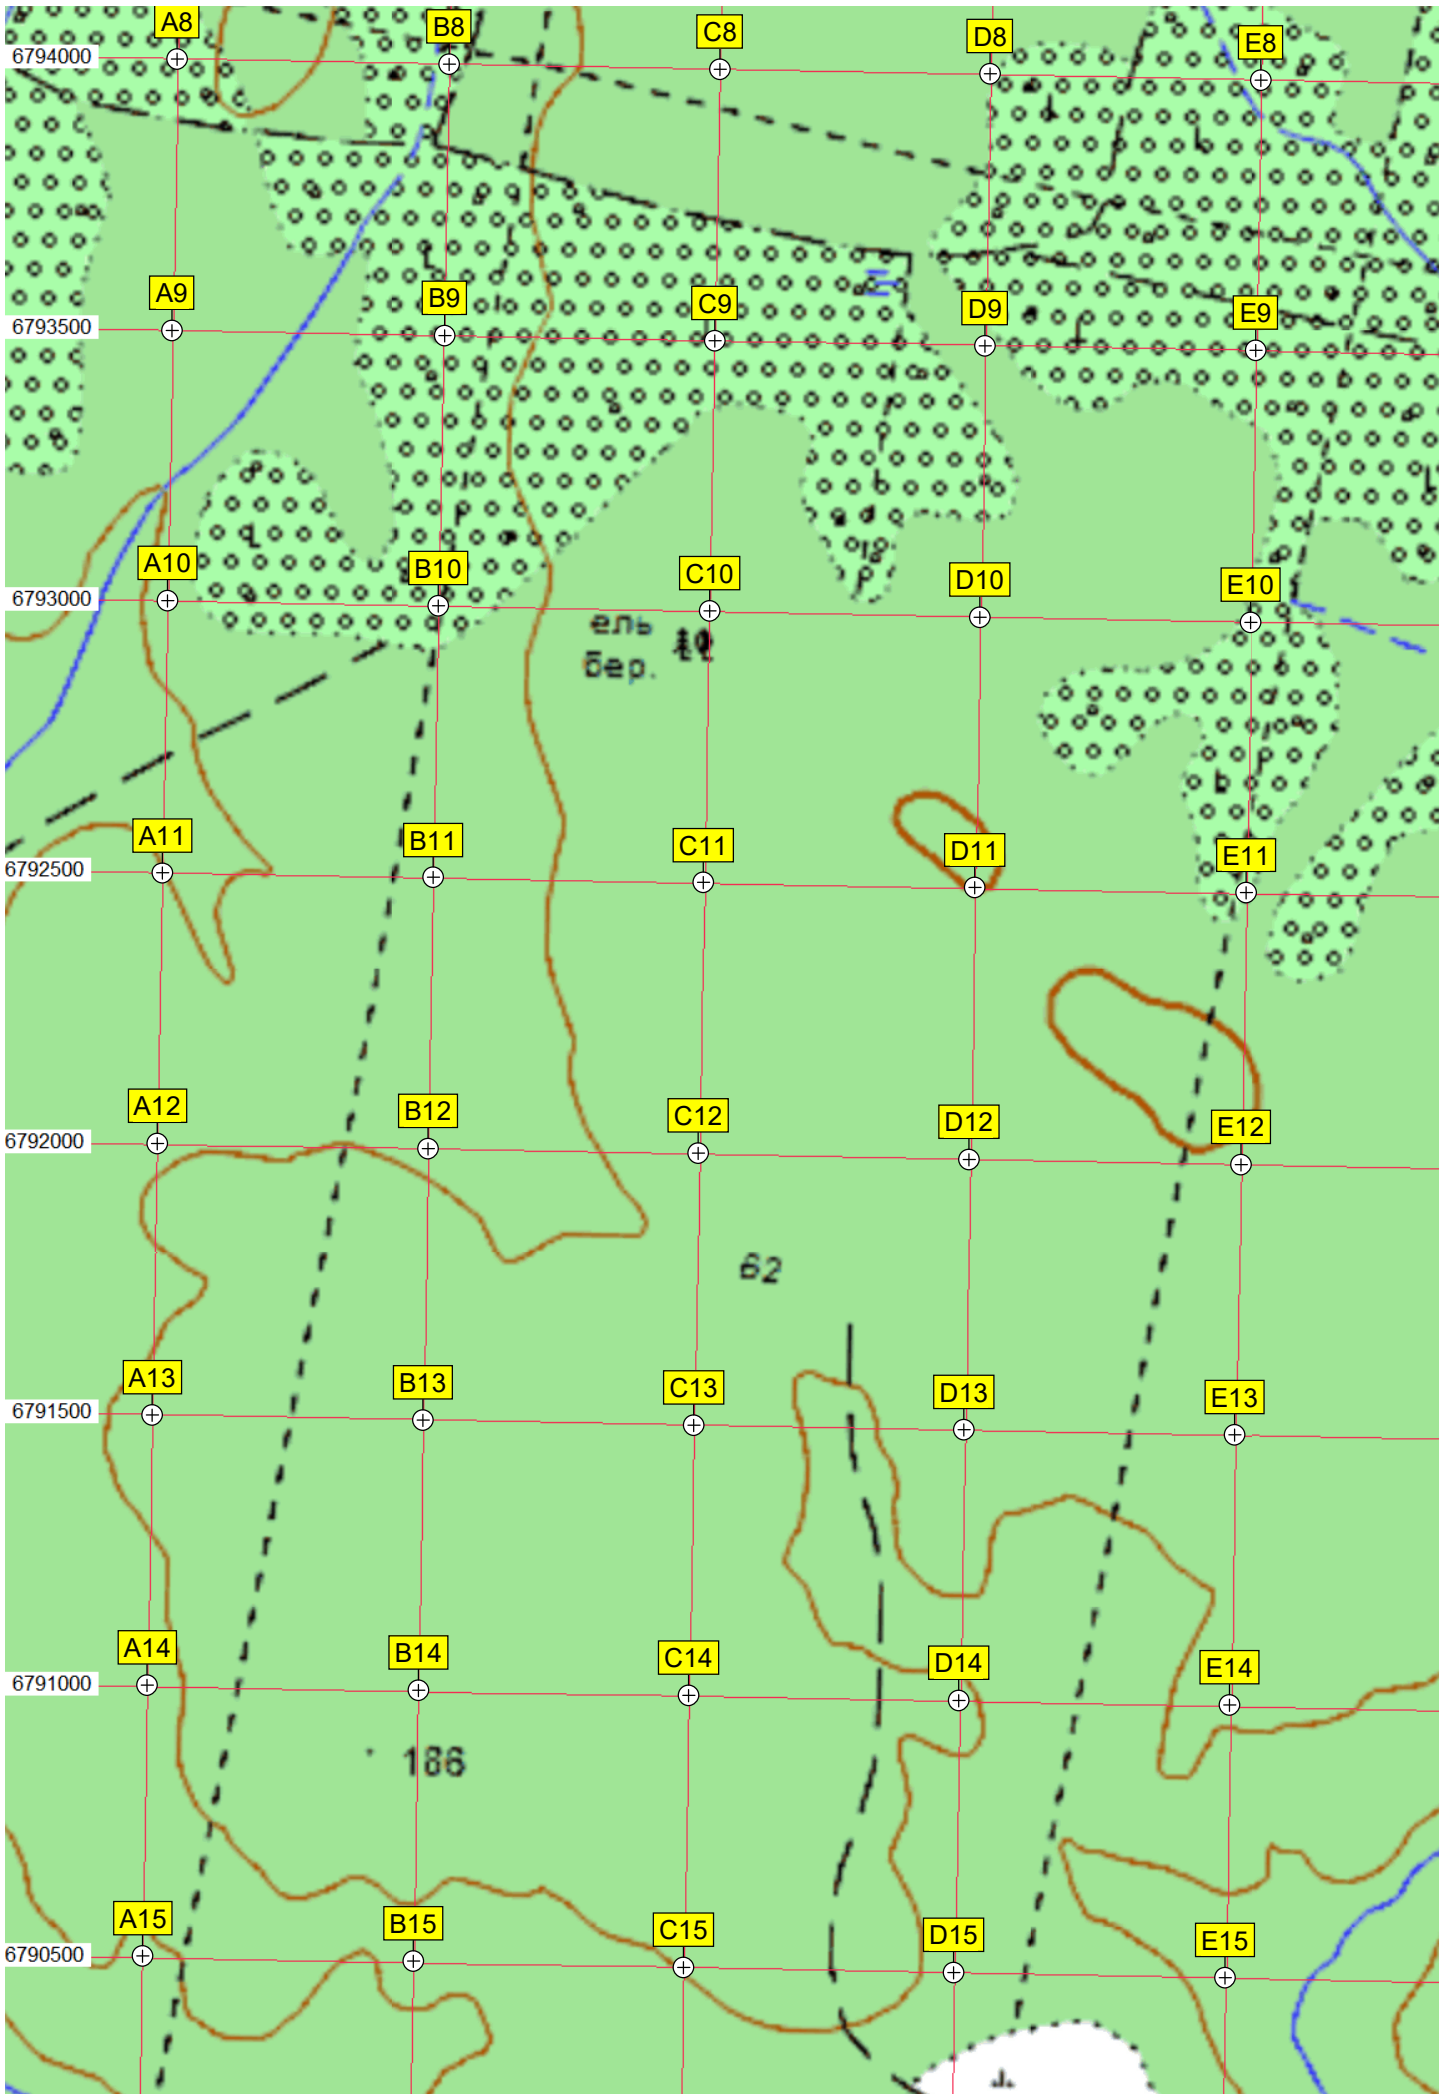 A8 B8 C8 D8 E8
6794000
A9 B9 C9 D9 E9
6793500
A10 B10 C10 D10 E10
6793000
ель
бер.
A11 B11 C11 D11 E11
6792500
A12 B12 C12 D12 E12
6792000
62
A13 B13 C13 D13 E13
6791500
A14 B14 C14 D14 E14
6791000
186
A15 B15 C15 D15 E15
6790500